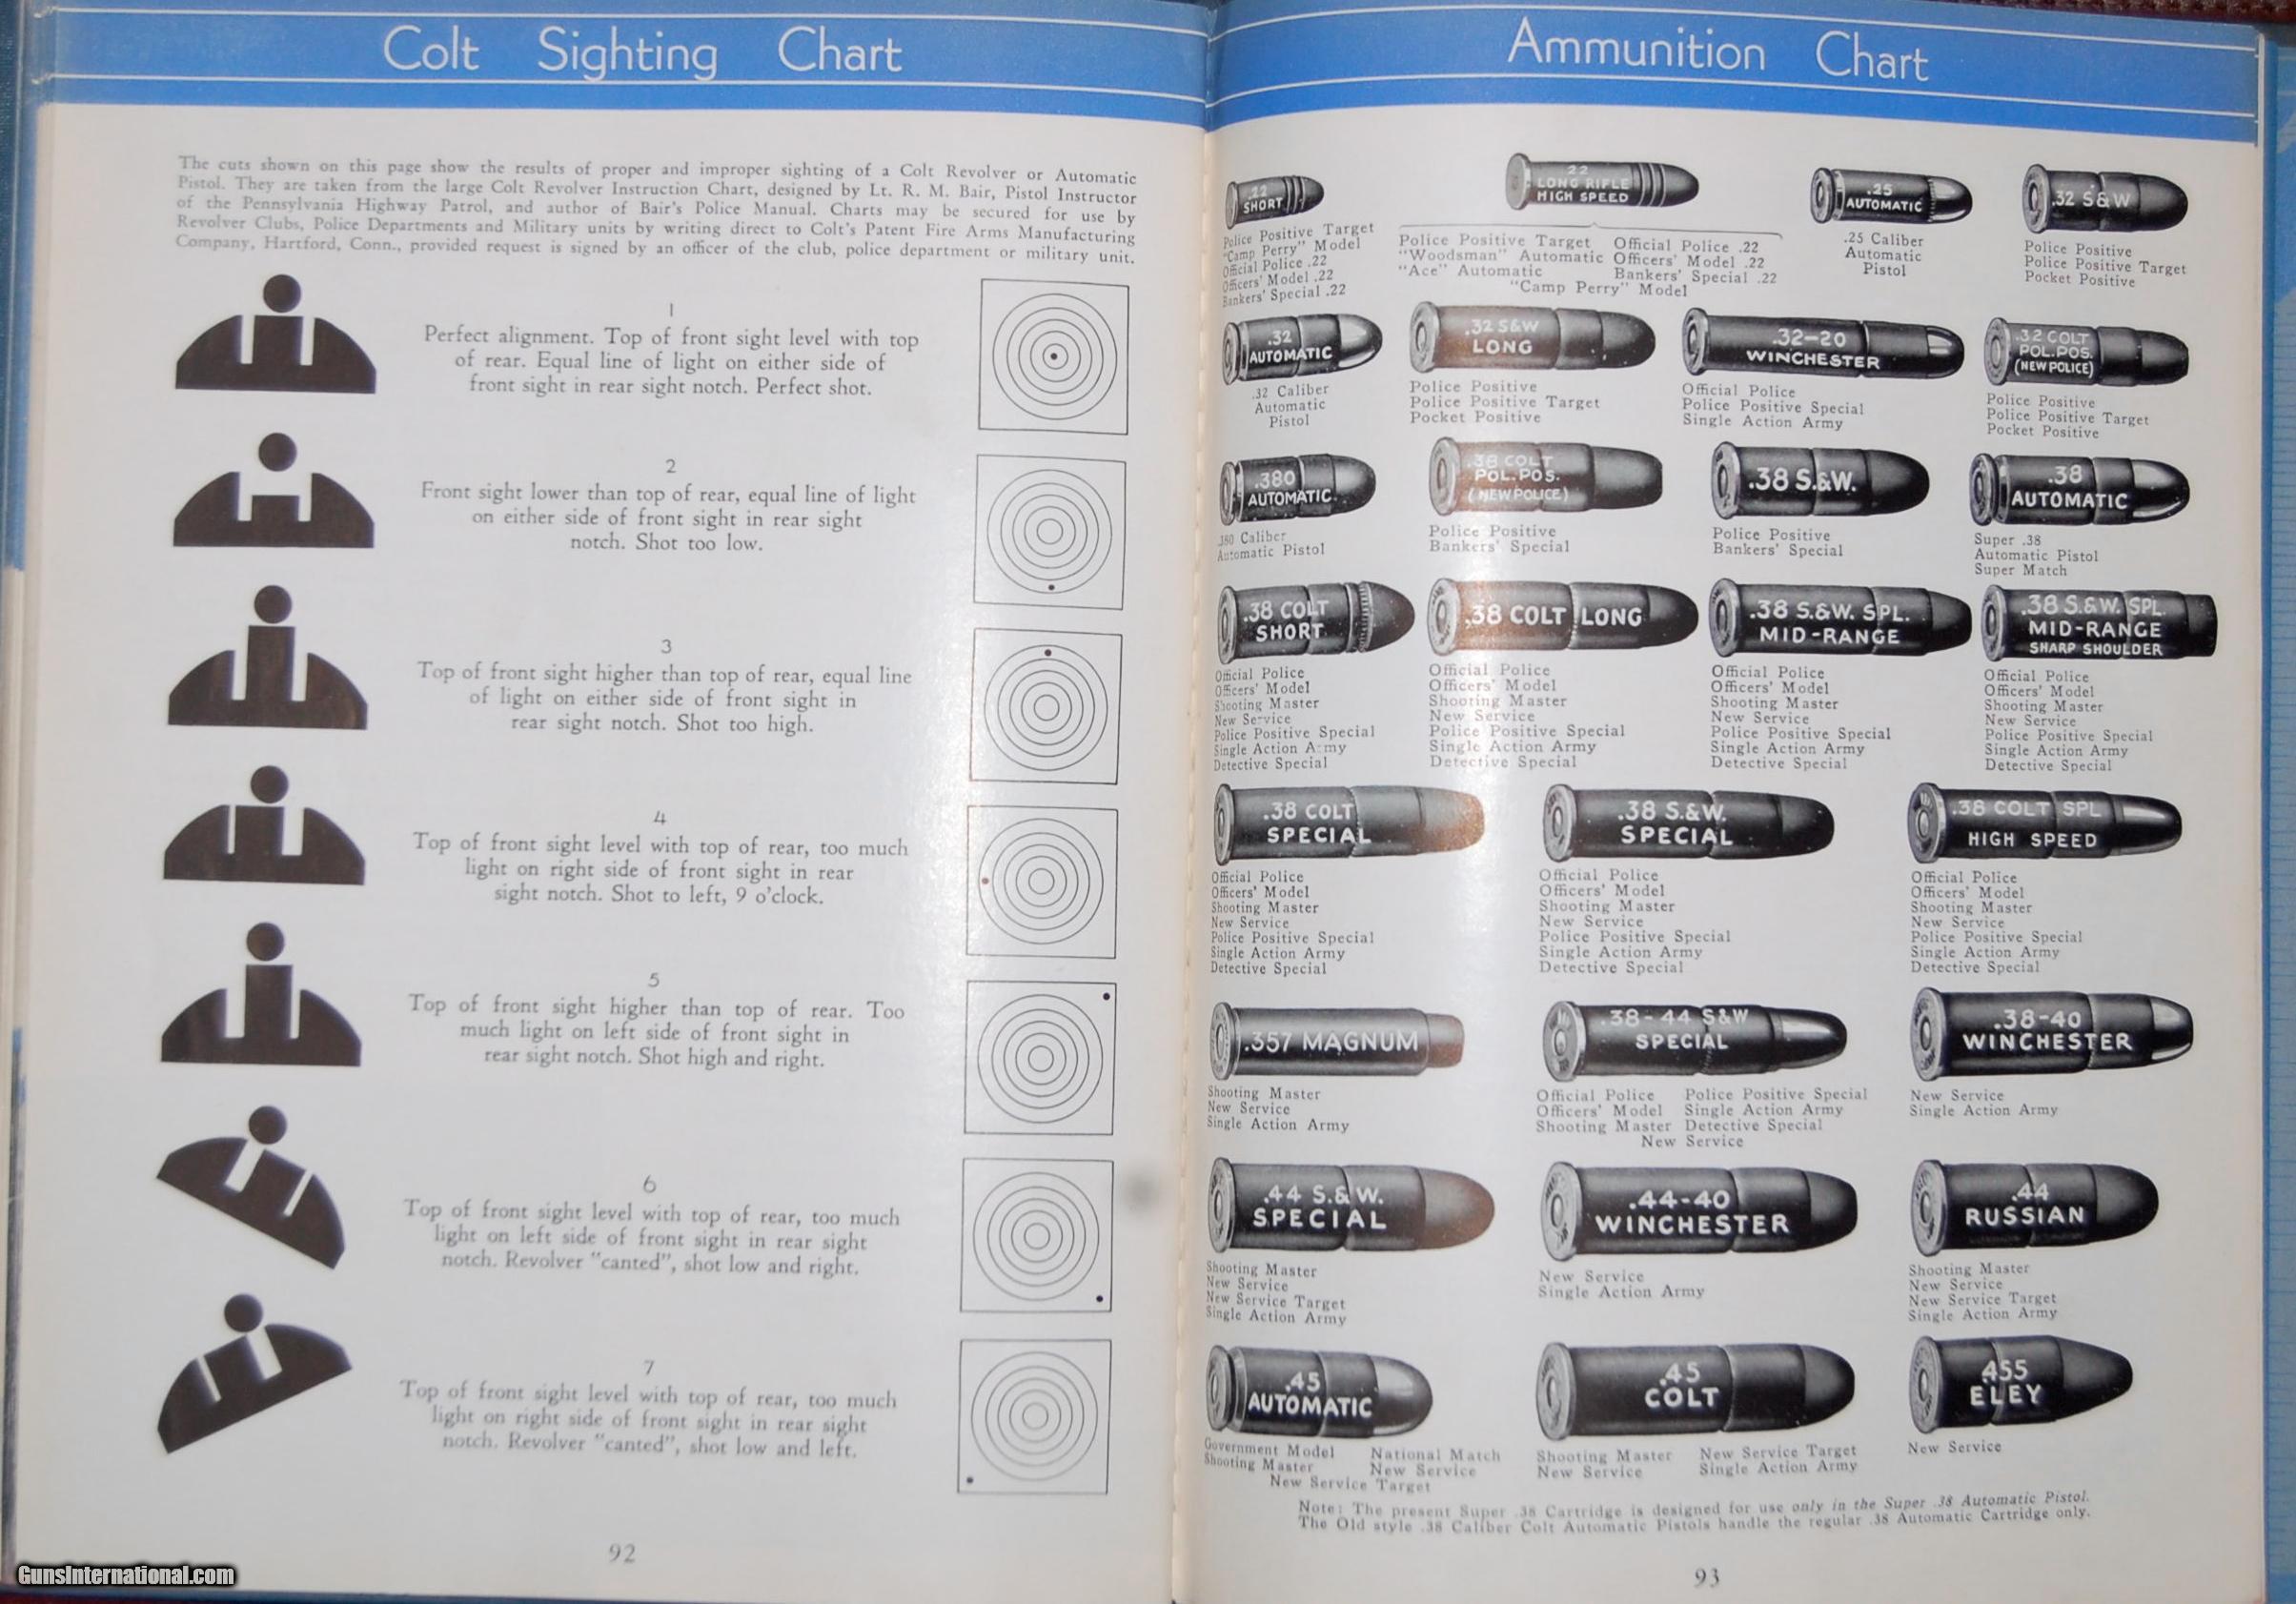 Colt Sighting Chart
The cuts shown on this page show the results of proper and improper sighting of a Colt Revolver or Automatic
Pistol. They are taken from the large Colt Revolver Instruction Chart, designed by Lt. R. M. Bair, Pistol Instructor
of the Pennsylvania Highway Patrol, and author of Bair's Police Manual. Charts may be secured for use by
Revolver Clubs, Police Departments and Military units by writing direct to Colt's Patent Fire Arms Manufacturing
Company, Hartford, Conn., provided request is signed by an officer of the club, police department or military unit.
1
Perfect alignment. Top of front sight level with top
of rear. Equal line of light on either side of
front sight in rear sight notch. Perfect shot.
2
Front sight lower than top of rear, equal line of light
on either side of front sight in rear sight
notch. Shot too low.
3
Top of front sight higher than top of rear, equal line
of light on either side of front sight in
rear sight notch. Shot too high.
4
Top of front sight level with top of rear, too much
light on right side of front sight in rear
sight notch. Shot to left, 9 o'clock.
5
Top of front sight higher than top of rear. Too
much light on left side of front sight in
rear sight notch. Shot high and right.
6
Top of front sight level with top of rear, too much
light on left side of front sight in rear sight
notch. Revolver "canted", shot low and right.
7
Top of front sight level with top of rear, too much
light on right side of front sight in rear sight
notch. Revolver "canted", shot low and left.
92
Ammunition Chart
.22
SHORT
Police Positive Target
"Camp Perry" Model
Official Police .22
Officers' Model .22
Bankers' Special .22
22
LONG RIFLE
HIGH SPEED
Police Positive Target Official Police .22
"Woodsman" Automatic Officers' Model .22
"Ace" Automatic Bankers' Special .22
"Camp Perry" Model
.25
AUTOMATIC
.25 Caliber
Automatic
Pistol
.32 S&W
Police Positive
Police Positive Target
Pocket Positive
.32
AUTOMATIC
.32 Caliber
Automatic
Pistol
.32 S&W
LONG
Police Positive
Police Positive Target
Pocket Positive
.32-20
WINCHESTER
Official Police
Police Positive Special
Single Action Army
.32 COLT
POL. POS.
(NEW POLICE)
Police Positive
Police Positive Target
Pocket Positive
.380
AUTOMATIC
.380 Caliber
Automatic Pistol
.38 COLT
POL. POS.
(NEW POLICE)
Police Positive
Bankers' Special
.38 S.&W.
Police Positive
Bankers' Special
.38
AUTOMATIC
Super .38
Automatic Pistol
Super Match
.38 COLT
SHORT
Official Police
Officers' Model
Shooting Master
New Service
Police Positive Special
Single Action Army
Detective Special
.38 COLT LONG
Official Police
Officers' Model
Shooting Master
New Service
Police Positive Special
Single Action Army
Detective Special
.38 S.&W. SPL.
MID-RANGE
Official Police
Officers' Model
Shooting Master
New Service
Police Positive Special
Single Action Army
Detective Special
.38 S.&W. SPL.
MID-RANGE
SHARP SHOULDER
Official Police
Officers' Model
Shooting Master
New Service
Police Positive Special
Single Action Army
Detective Special
.38 COLT
SPECIAL
Official Police
Officers' Model
Shooting Master
New Service
Police Positive Special
Single Action Army
Detective Special
.38 S.&W.
SPECIAL
Official Police
Officers' Model
Shooting Master
New Service
Police Positive Special
Single Action Army
Detective Special
.38 COLT SPL
HIGH SPEED
Official Police
Officers' Model
Shooting Master
New Service
Police Positive Special
Single Action Army
Detective Special
.357 MAGNUM
Shooting Master
New Service
Single Action Army
.38-44 S&W
SPECIAL
Official Police Police Positive Special
Officers' Model Single Action Army
Shooting Master Detective Special
New Service
.38-40
WINCHESTER
New Service
Single Action Army
.44 S.&W.
SPECIAL
Shooting Master
New Service
New Service Target
Single Action Army
.44-40
WINCHESTER
New Service
Single Action Army
.44
RUSSIAN
Shooting Master
New Service
New Service Target
Single Action Army
.45
AUTOMATIC
Government Model National Match
Shooting Master New Service
New Service Target
.45
COLT
Shooting Master New Service Target
New Service Single Action Army
.455
ELEY
New Service
Note: The present Super .38 Cartridge is designed for use only in the Super .38 Automatic Pistol.
The Old style .38 Caliber Colt Automatic Pistols handle the regular .38 Automatic Cartridge only.
93
GunsInternational.com